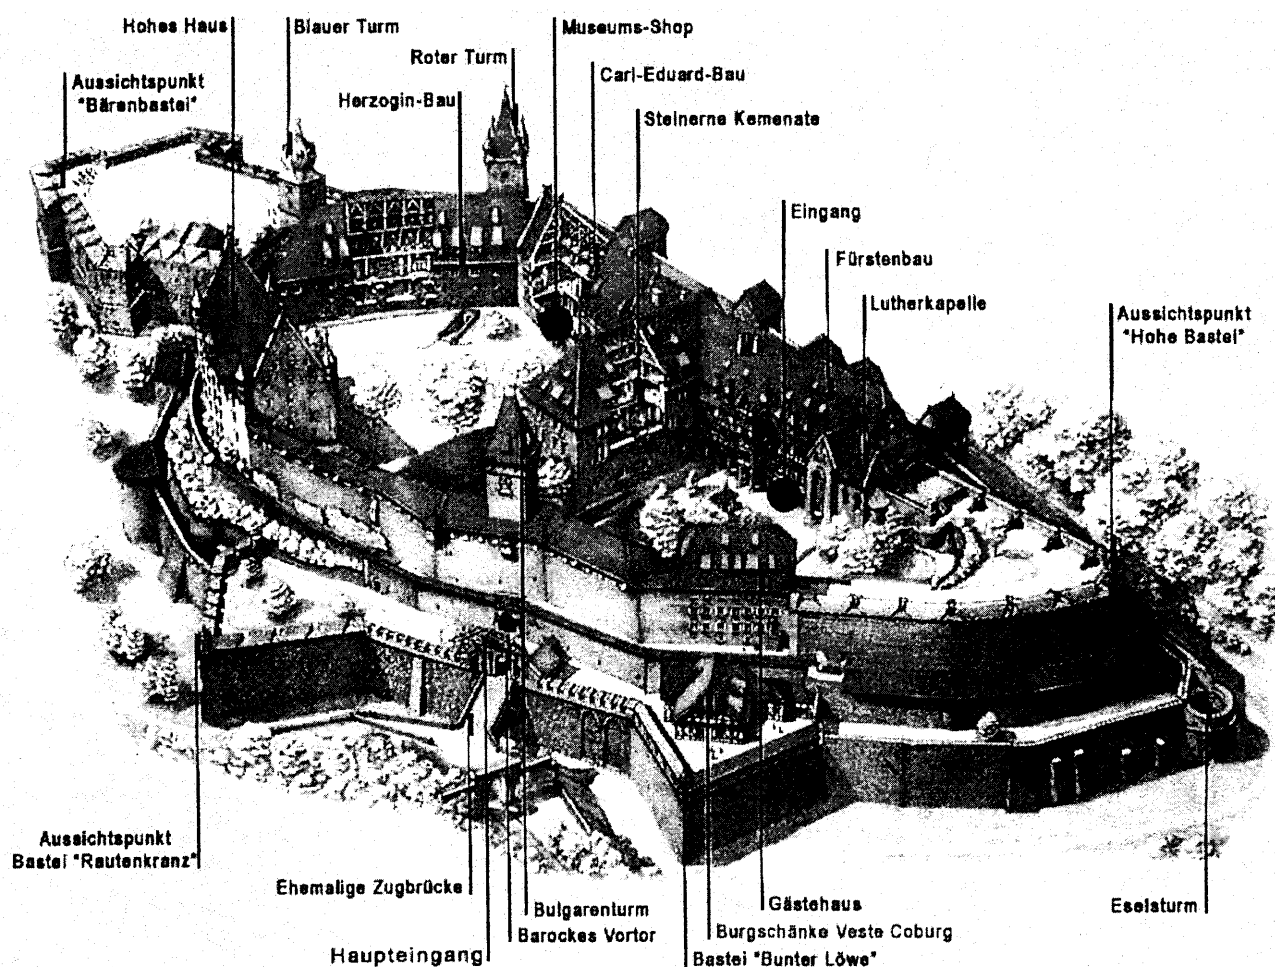 Hohes Haus
Blauer Turm
Museums-Shop
Roter Turm
Aussichtspunkt
"Bärenbastei"
Carl-Eduard-Bau
Herzogin-Bau
Steinerne Kemenate
Eingang
Fürstenbau
Lutherkapelle
Aussichtspunkt
"Hohe Bastei"
Aussichtspunkt
Bastei "Rautenkranz"
Ehemalige Zugbrücke
Bulgarenturm
Barockes Vortor
Haupteingang
Gästehaus
Burgschänke Veste Coburg
Bastei "Bunter Löwe"
Eselsturm